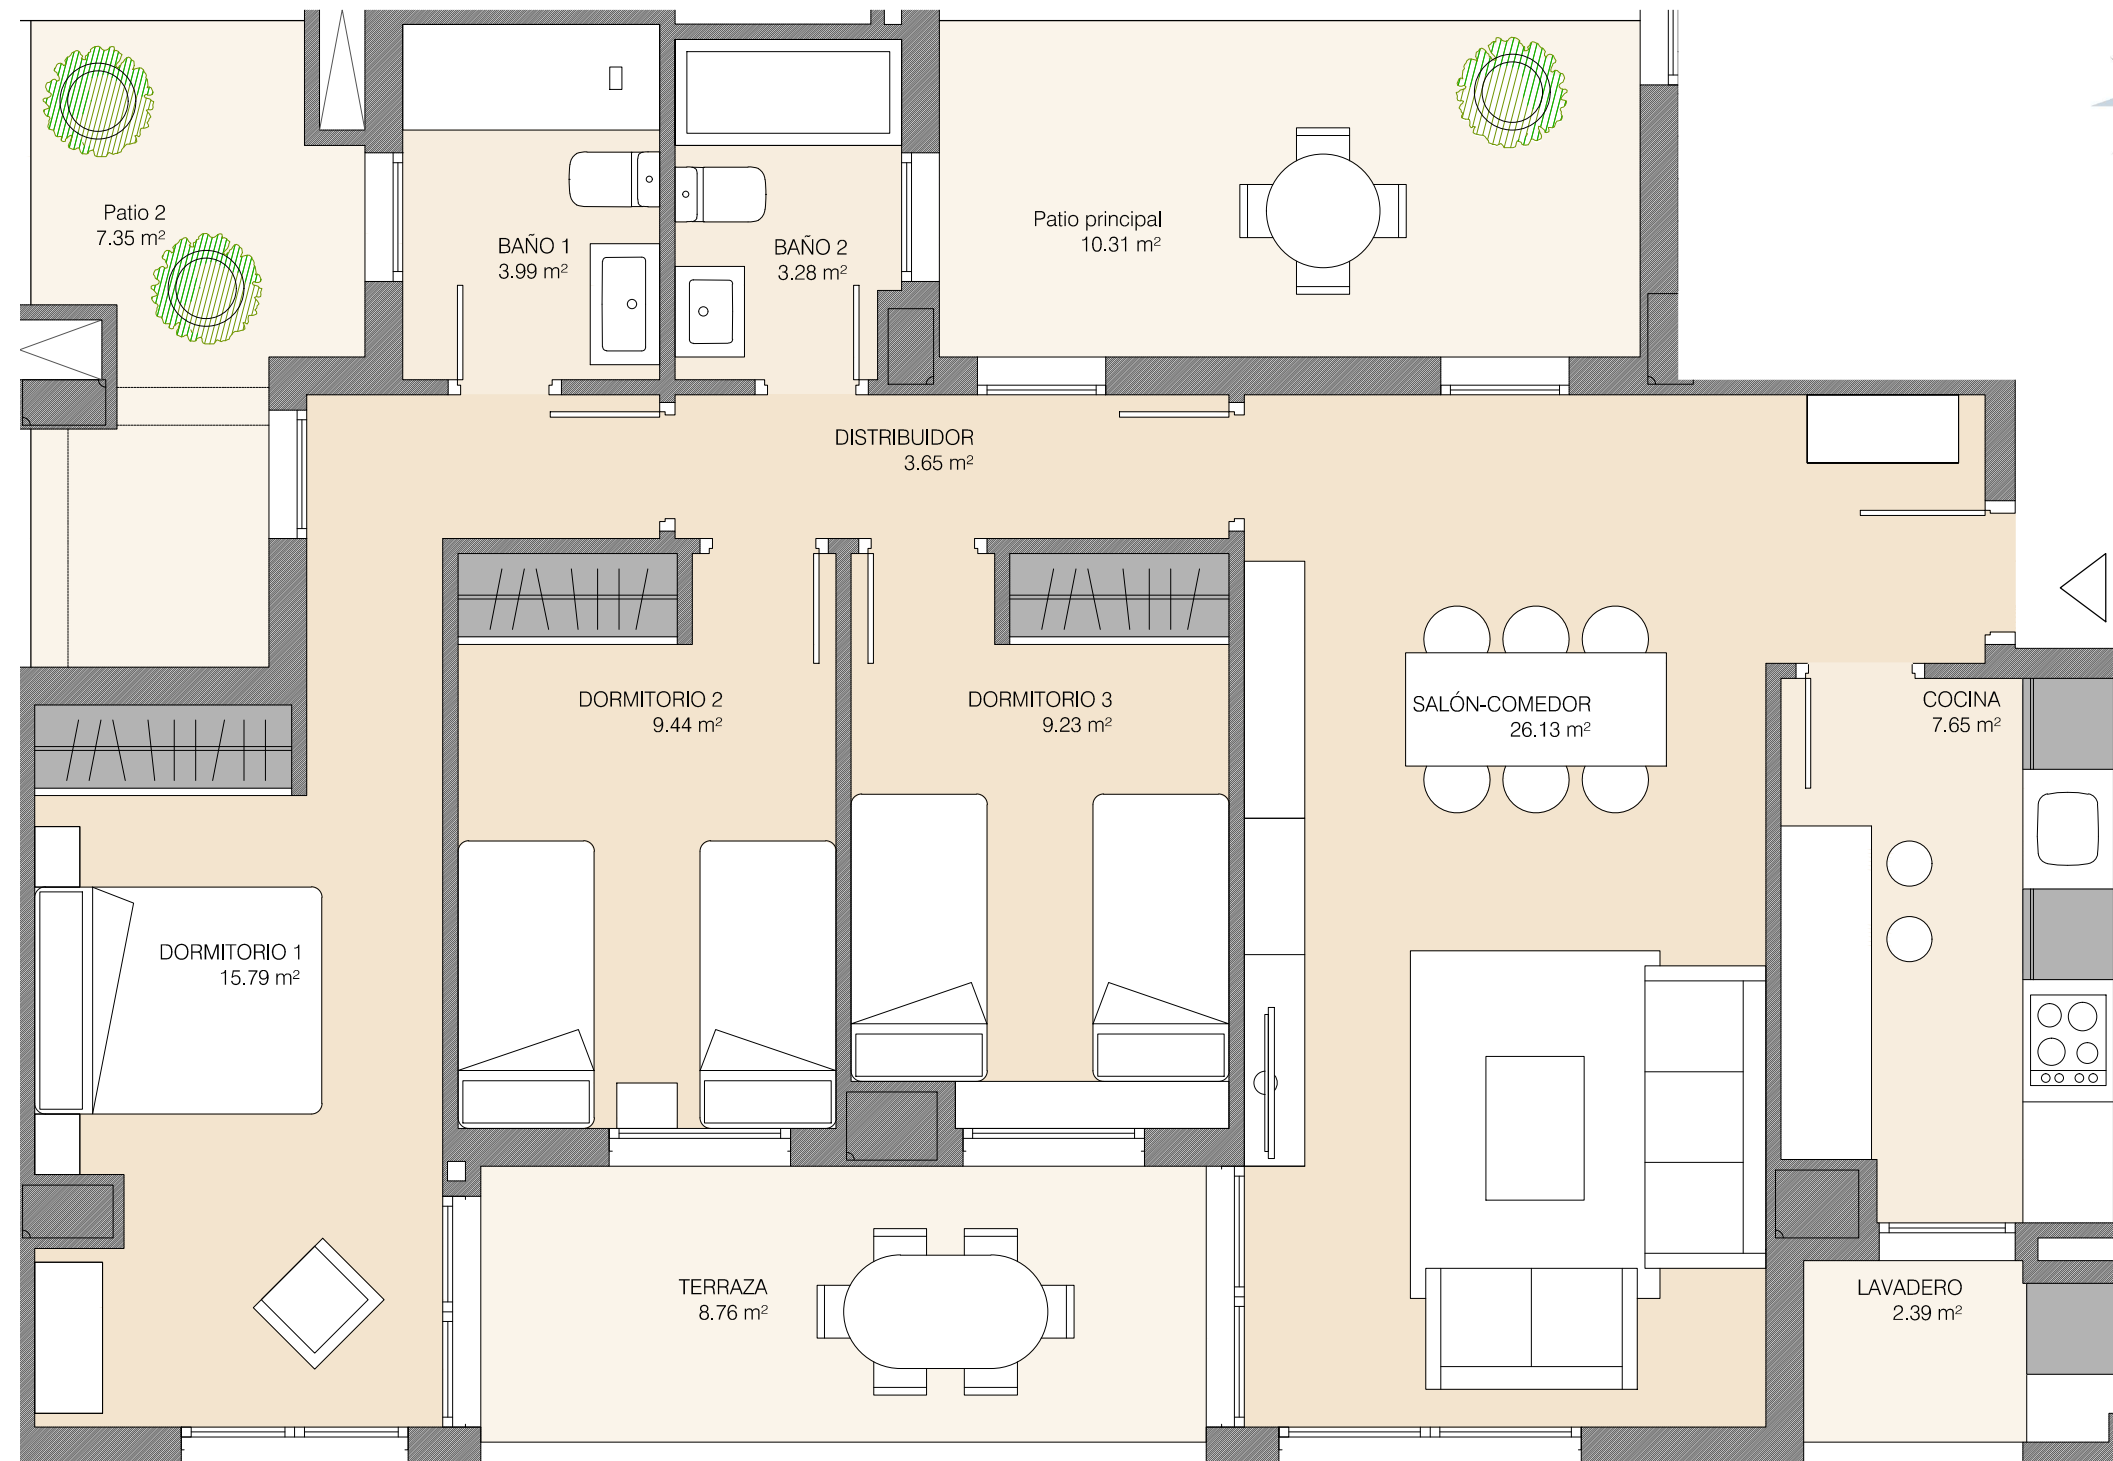 Patio 2
7.35 m²
BAÑO 1
3.99 m²
BAÑO 2
3.28 m²
Patio principal
10.31 m²
DISTRIBUIDOR
3.65 m²
DORMITORIO 2
9.44 m²
DORMITORIO 3
9.23 m²
SALÓN-COMEDOR
26.13 m²
COCINA
7.65 m²
DORMITORIO 1
15.79 m²
TERRAZA
8.76 m²
LAVADERO
2.39 m²